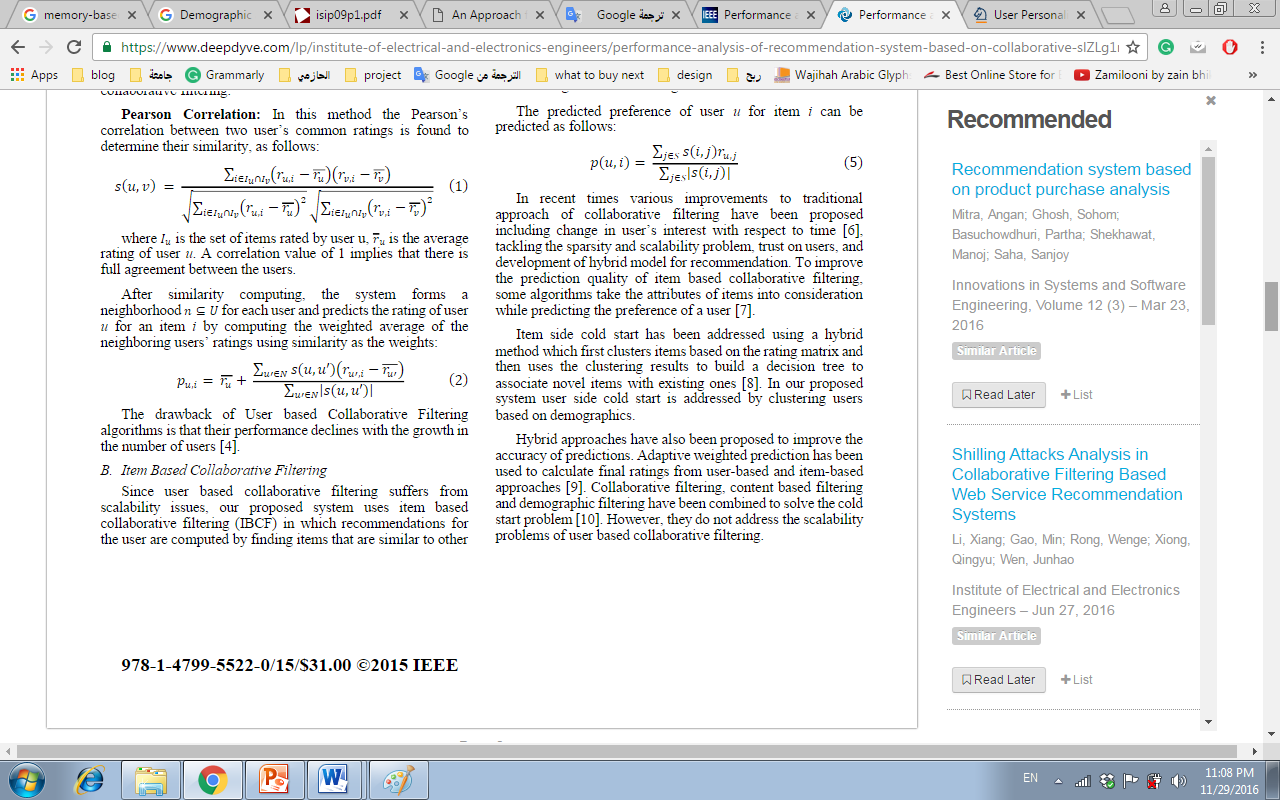 memory-base
Demographic
isip09p1.pdf
An Approach
Google ترجمة
Performance
Performance
User Personali
https://www.deepdyve.com/lp/institute-of-electrical-and-electronics-engineers/performance-analysis-of-recommendation-system-based-on-collaborative-slZLg1
Apps blog جامعة Grammarly الحازمي project الترجمة من Google what to buy next design ربح Wajihah Arabic Glyph Best Online Store for Zamilooni by zain bhi »
collaborative filtering.
Pearson Correlation: In this method the Pearson's
correlation between two user's common ratings is found to
determine their similarity, as follows:
s(u, v) = ∑i∈Iu∩Iv(ru,i − r̅u)(rv,i − r̅v) / √∑i∈Iu∩Iv(ru,i − r̅u)² √∑i∈Iu∩Iv(rv,i − r̅v)² (1)
where Iu is the set of items rated by user u, r̅u is the average
rating of user u. A correlation value of 1 implies that there is
full agreement between the users.
After similarity computing, the system forms a
neighborhood n ⊆ U for each user and predicts the rating of user
u for an item i by computing the weighted average of the
neighboring users' ratings using similarity as the weights:
pu,i = r̅u + ∑u′∈N s(u, u′)(ru′,i − r̅u′) / ∑u′∈N|s(u, u′)| (2)
The drawback of User based Collaborative Filtering
algorithms is that their performance declines with the growth in
the number of users [4].
B. Item Based Collaborative Filtering
Since user based collaborative filtering suffers from
scalability issues, our proposed system uses item based
collaborative filtering (IBCF) in which recommendations for
the user are computed by finding items that are similar to other
The predicted preference of user u for item i can be
predicted as follows:
p(u, i) = ∑j∈S s(i, j)ru,j / ∑j∈S|s(i, j)| (5)
In recent times various improvements to traditional
approach of collaborative filtering have been proposed
including change in user's interest with respect to time [6],
tackling the sparsity and scalability problem, trust on users, and
development of hybrid model for recommendation. To improve
the prediction quality of item based collaborative filtering,
some algorithms take the attributes of items into consideration
while predicting the preference of a user [7].
Item side cold start has been addressed using a hybrid
method which first clusters items based on the rating matrix and
then uses the clustering results to build a decision tree to
associate novel items with existing ones [8]. In our proposed
system user side cold start is addressed by clustering users
based on demographics.
Hybrid approaches have also been proposed to improve the
accuracy of predictions. Adaptive weighted prediction has been
used to calculate final ratings from user-based and item-based
approaches [9]. Collaborative filtering, content based filtering
and demographic filtering have been combined to solve the cold
start problem [10]. However, they do not address the scalability
problems of user based collaborative filtering.
978-1-4799-5522-0/15/$31.00 ©2015 IEEE
Recommended
Recommendation system based
on product purchase analysis
Mitra, Angan; Ghosh, Sohom;
Basuchowdhuri, Partha; Shekhawat,
Manoj; Saha, Sanjoy
Innovations in Systems and Software
Engineering, Volume 12 (3) – Mar 23,
2016
Similar Article
Read Later +List
Shilling Attacks Analysis in
Collaborative Filtering Based
Web Service Recommendation
Systems
Li, Xiang; Gao, Min; Rong, Wenge; Xiong,
Qingyu; Wen, Junhao
Institute of Electrical and Electronics
Engineers – Jun 27, 2016
Similar Article
Read Later +List
EN
11:08 PM
11/29/2016